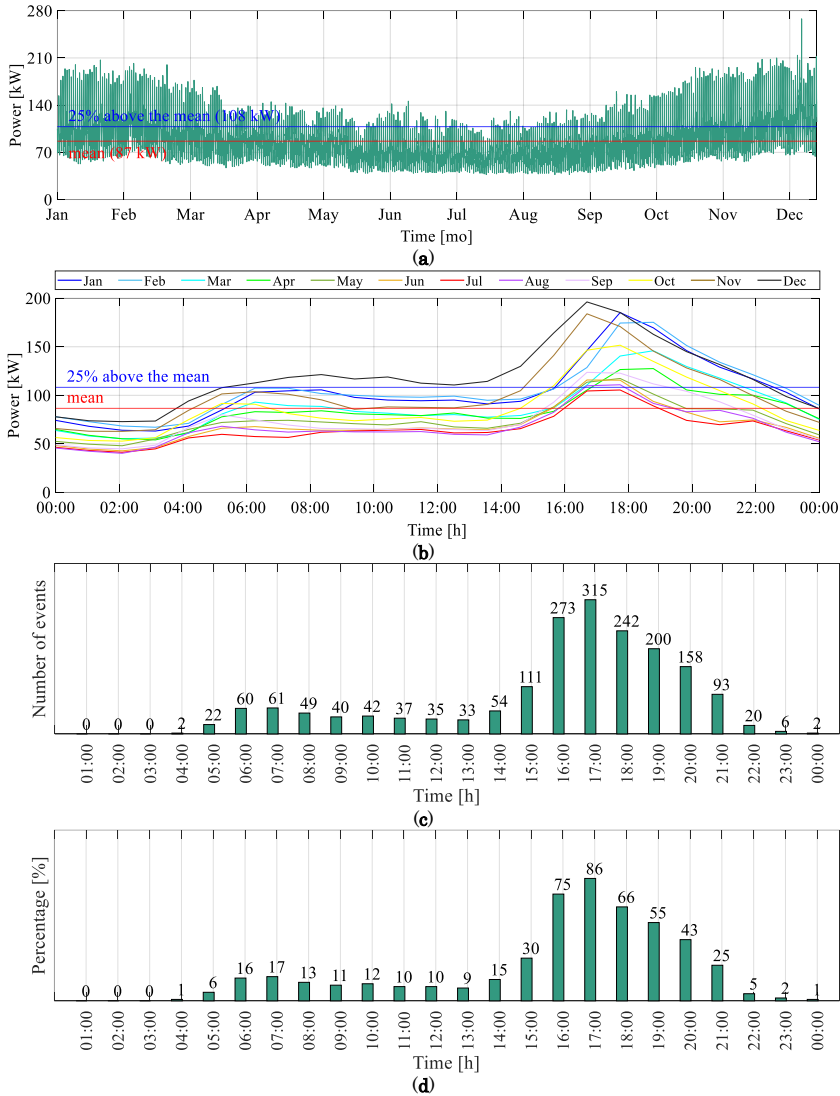 280
210
140
70
0
Power [kW]
25% above the mean (108 kW)
mean (87 kW)
Jan Feb Mar Apr May Jun Jul Aug Sep Oct Nov Dec
Time [mo]
(a)
Jan Feb Mar Apr May Jun Jul Aug Sep Oct Nov Dec
200
150
100
50
0
Power [kW]
25% above the mean
mean
00:00 02:00 04:00 06:00 08:00 10:00 12:00 14:00 16:00 18:00 20:00 22:00 00:00
Time [h]
(b)
Number of events
0 0 0 2 22 60 61 49 40 42 37 35 33 54 111 273 315 242 200 158 93 20 6 2
01:00 02:00 03:00 04:00 05:00 06:00 07:00 08:00 09:00 10:00 11:00 12:00 13:00 14:00 15:00 16:00 17:00 18:00 19:00 20:00 21:00 22:00 23:00 00:00
Time [h]
(c)
Percentage [%]
0 0 0 1 6 16 17 13 11 12 10 10 9 15 30 75 86 66 55 43 25 5 2 1
01:00 02:00 03:00 04:00 05:00 06:00 07:00 08:00 09:00 10:00 11:00 12:00 13:00 14:00 15:00 16:00 17:00 18:00 19:00 20:00 21:00 22:00 23:00 00:00
Time [h]
(d)